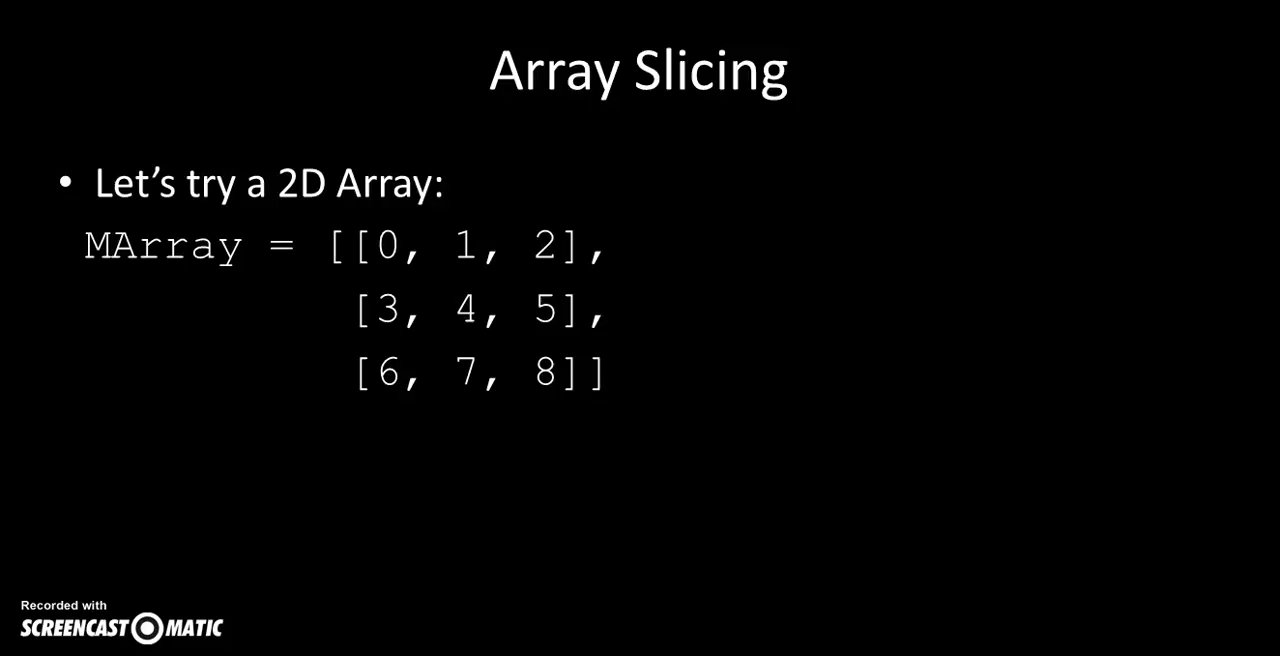 Array Slicing
• Let’s try a 2D Array:
MArray = [[0, 1, 2],
[3, 4, 5],
[6, 7, 8]]
Recorded with
SCREENCAST MATIC